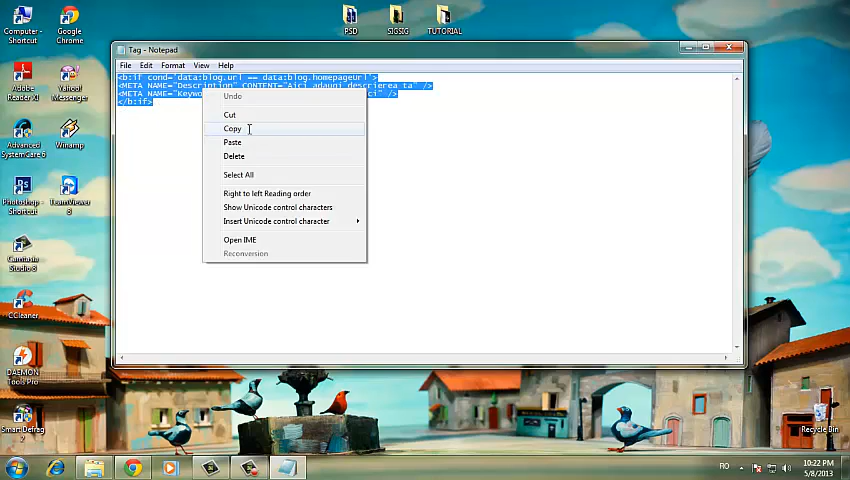 Computer - Shortcut
Google Chrome
PSD
SIGSIG
TUTORIAL
Adobe Reader XI
Yahoo! Messenger
Advanced SystemCare 6
Winamp
Photoshop - Shortcut
TeamViewer 8
Camtasia Studio 8
CCleaner
DAEMON Tools Pro
Smart Defrag 2
Recycle Bin
Tag - Notepad
File Edit Format View Help
<b:if cond='data:blog.url == data:blog.homepageurl'>
<META NAME="Description" CONTENT="Aici adaugi descrierea ta" />
<META NAME="Keywo
</b:if>
Undo
Cut
Copy
Paste
Delete
Select All
Right to left Reading order
Show Unicode control characters
Insert Unicode control character
Open IME
Reconversion
RO
10:22 PM
5/8/2013